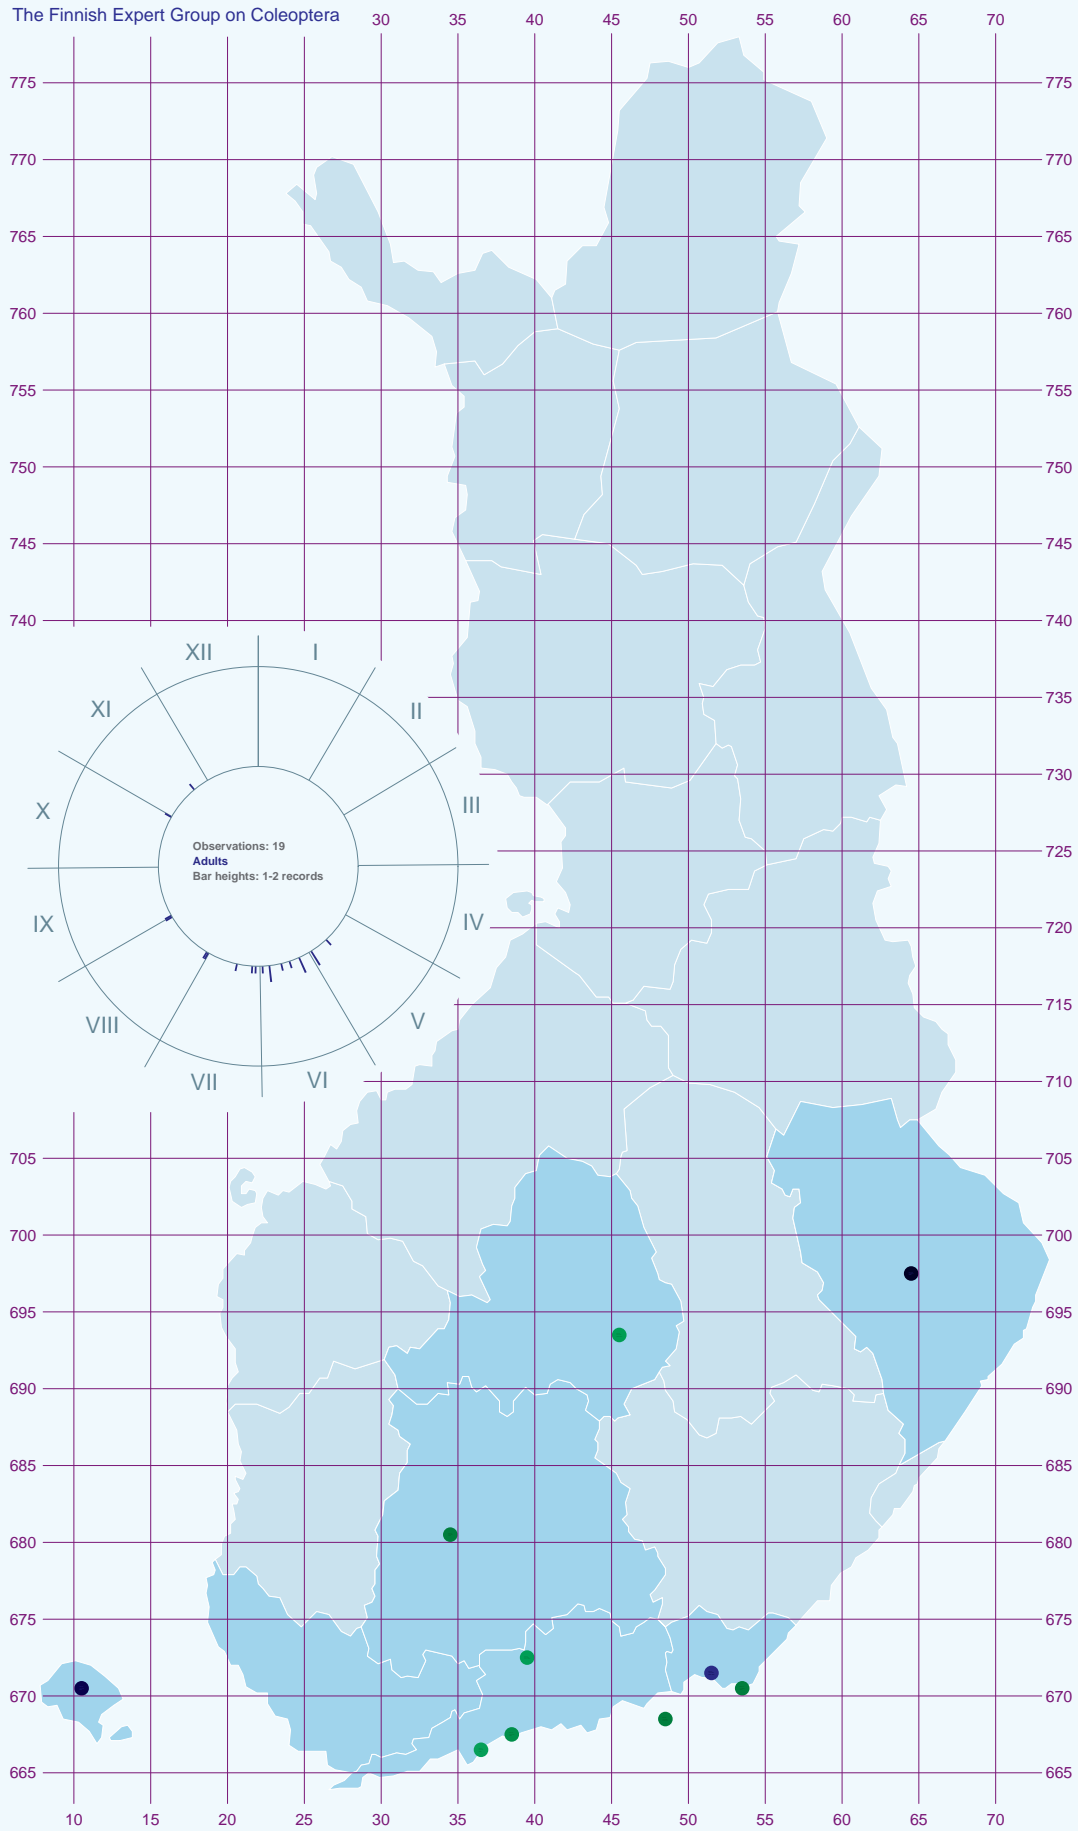 The Finnish Expert Group on Coleoptera 30 35 40 45 50 55 60 65 70
775 775
770 770
765 765
760 760
755 755
750 750
745 745
740 740
XII I
XI II
735
730
X III
Observations: 19
Adults
Bar heights: 1-2 records
725
IX IV 720
VIII V
715
VII VI
710
705 705
700 700
695 695
690 690
685 685
680 680
675 675
670 670
665 665
10 15 20 25 30 35 40 45 50 55 60 65 70